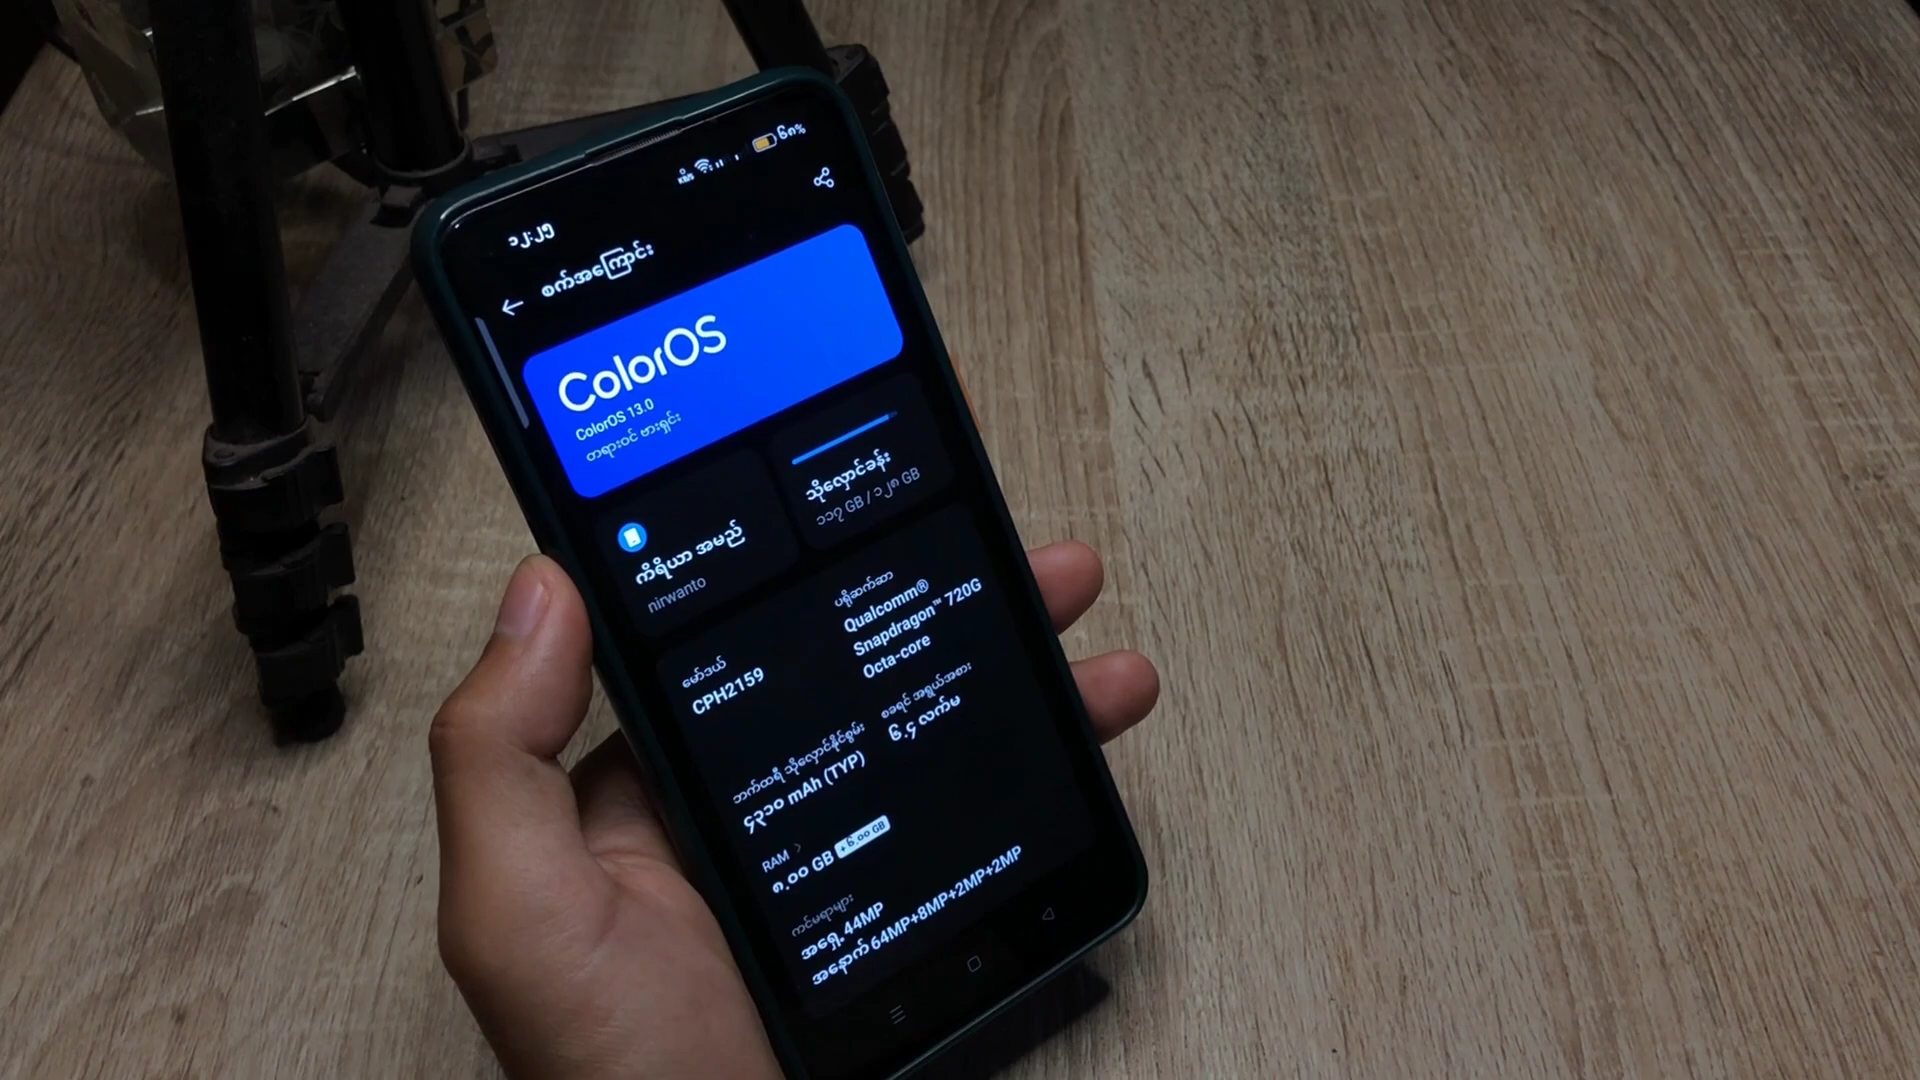 ၆၈%
၁၂:၂၅
စက်အကြောင်း
ColorOS
ColorOS 13.0
တရားဝင် ဗားရှင်း
သိုလှောင်ခန်း
၁၁၇ GB / ၁၂၈ GB
ကိရိယာ အမည်
nirwanto
ပရိုဆက်ဆာ
Qualcomm®
Snapdragon™ 720G
Octa-core
မော်ဒယ်
CPH2159
စခရင် အရွယ်အစား
၆.၄ လက်မ
ဘက်ထရီ သိုလှောင်နိုင်စွမ်း
၄၃၁၀ mAh (TYP)
RAM
၈.၀၀ GB +၆.၀၀ GB
ကင်မရာများ
အရှေ့ 44MP
အနောက် 64MP+8MP+2MP+2MP